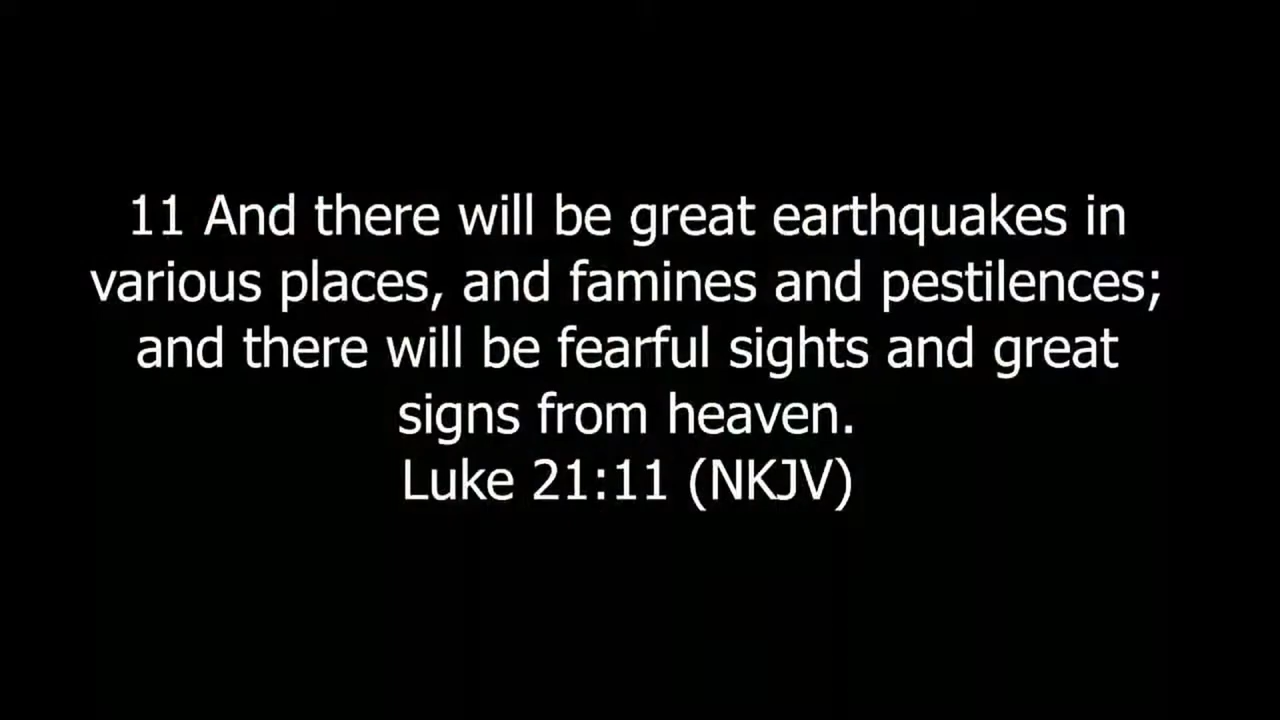 11 And there will be great earthquakes in
various places, and famines and pestilences;
and there will be fearful sights and great
signs from heaven.
Luke 21:11 (NKJV)